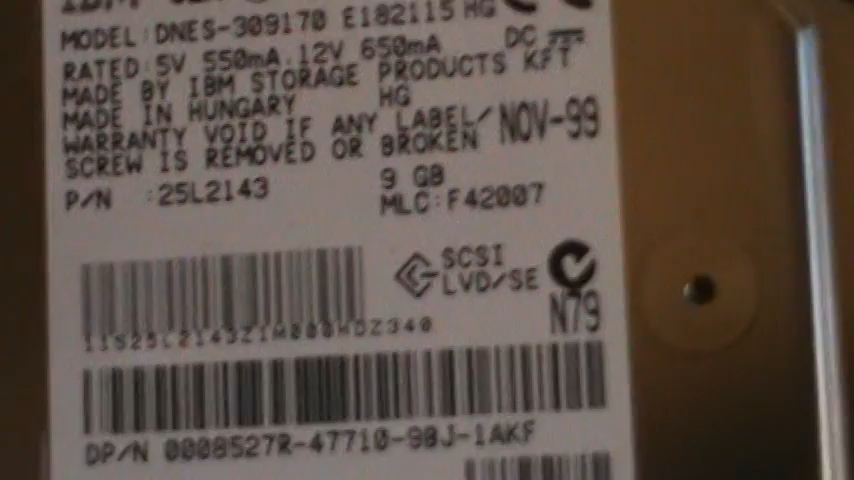 IBM
MODEL:DNES-309170 E182115 HG
RATED:5V 550mA.12V 650mA DC
MADE BY IBM STORAGE PRODUCTS KFT
MADE IN HUNGARY HG
WARRANTY VOID IF ANY LABEL/ NOV-99
SCREW IS REMOVED OR BROKEN
P/N :25L2143 9 GB
MLC:F42007
SCSI
LVD/SE
N79
DP/N 0008527R-47710-98J-1AKF